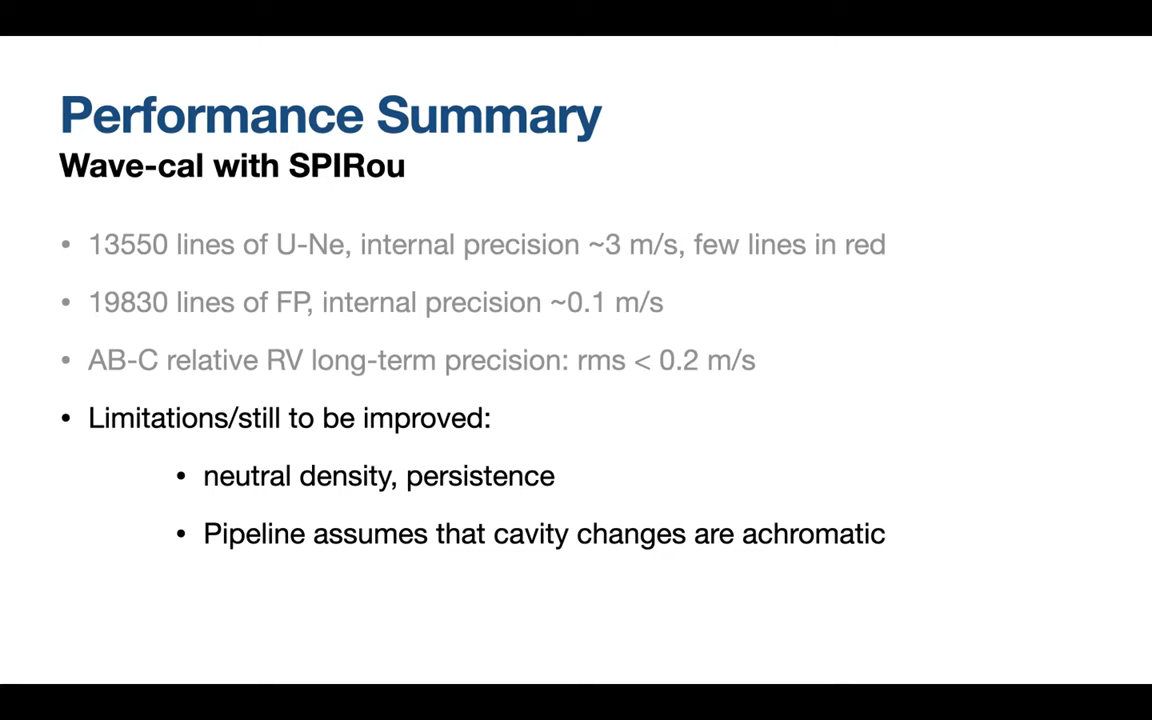 Performance Summary
Wave-cal with SPIRou
• 13550 lines of U-Ne, internal precision ~3 m/s, few lines in red
• 19830 lines of FP, internal precision ~0.1 m/s
• AB-C relative RV long-term precision: rms < 0.2 m/s
• Limitations/still to be improved:
• neutral density, persistence
• Pipeline assumes that cavity changes are achromatic